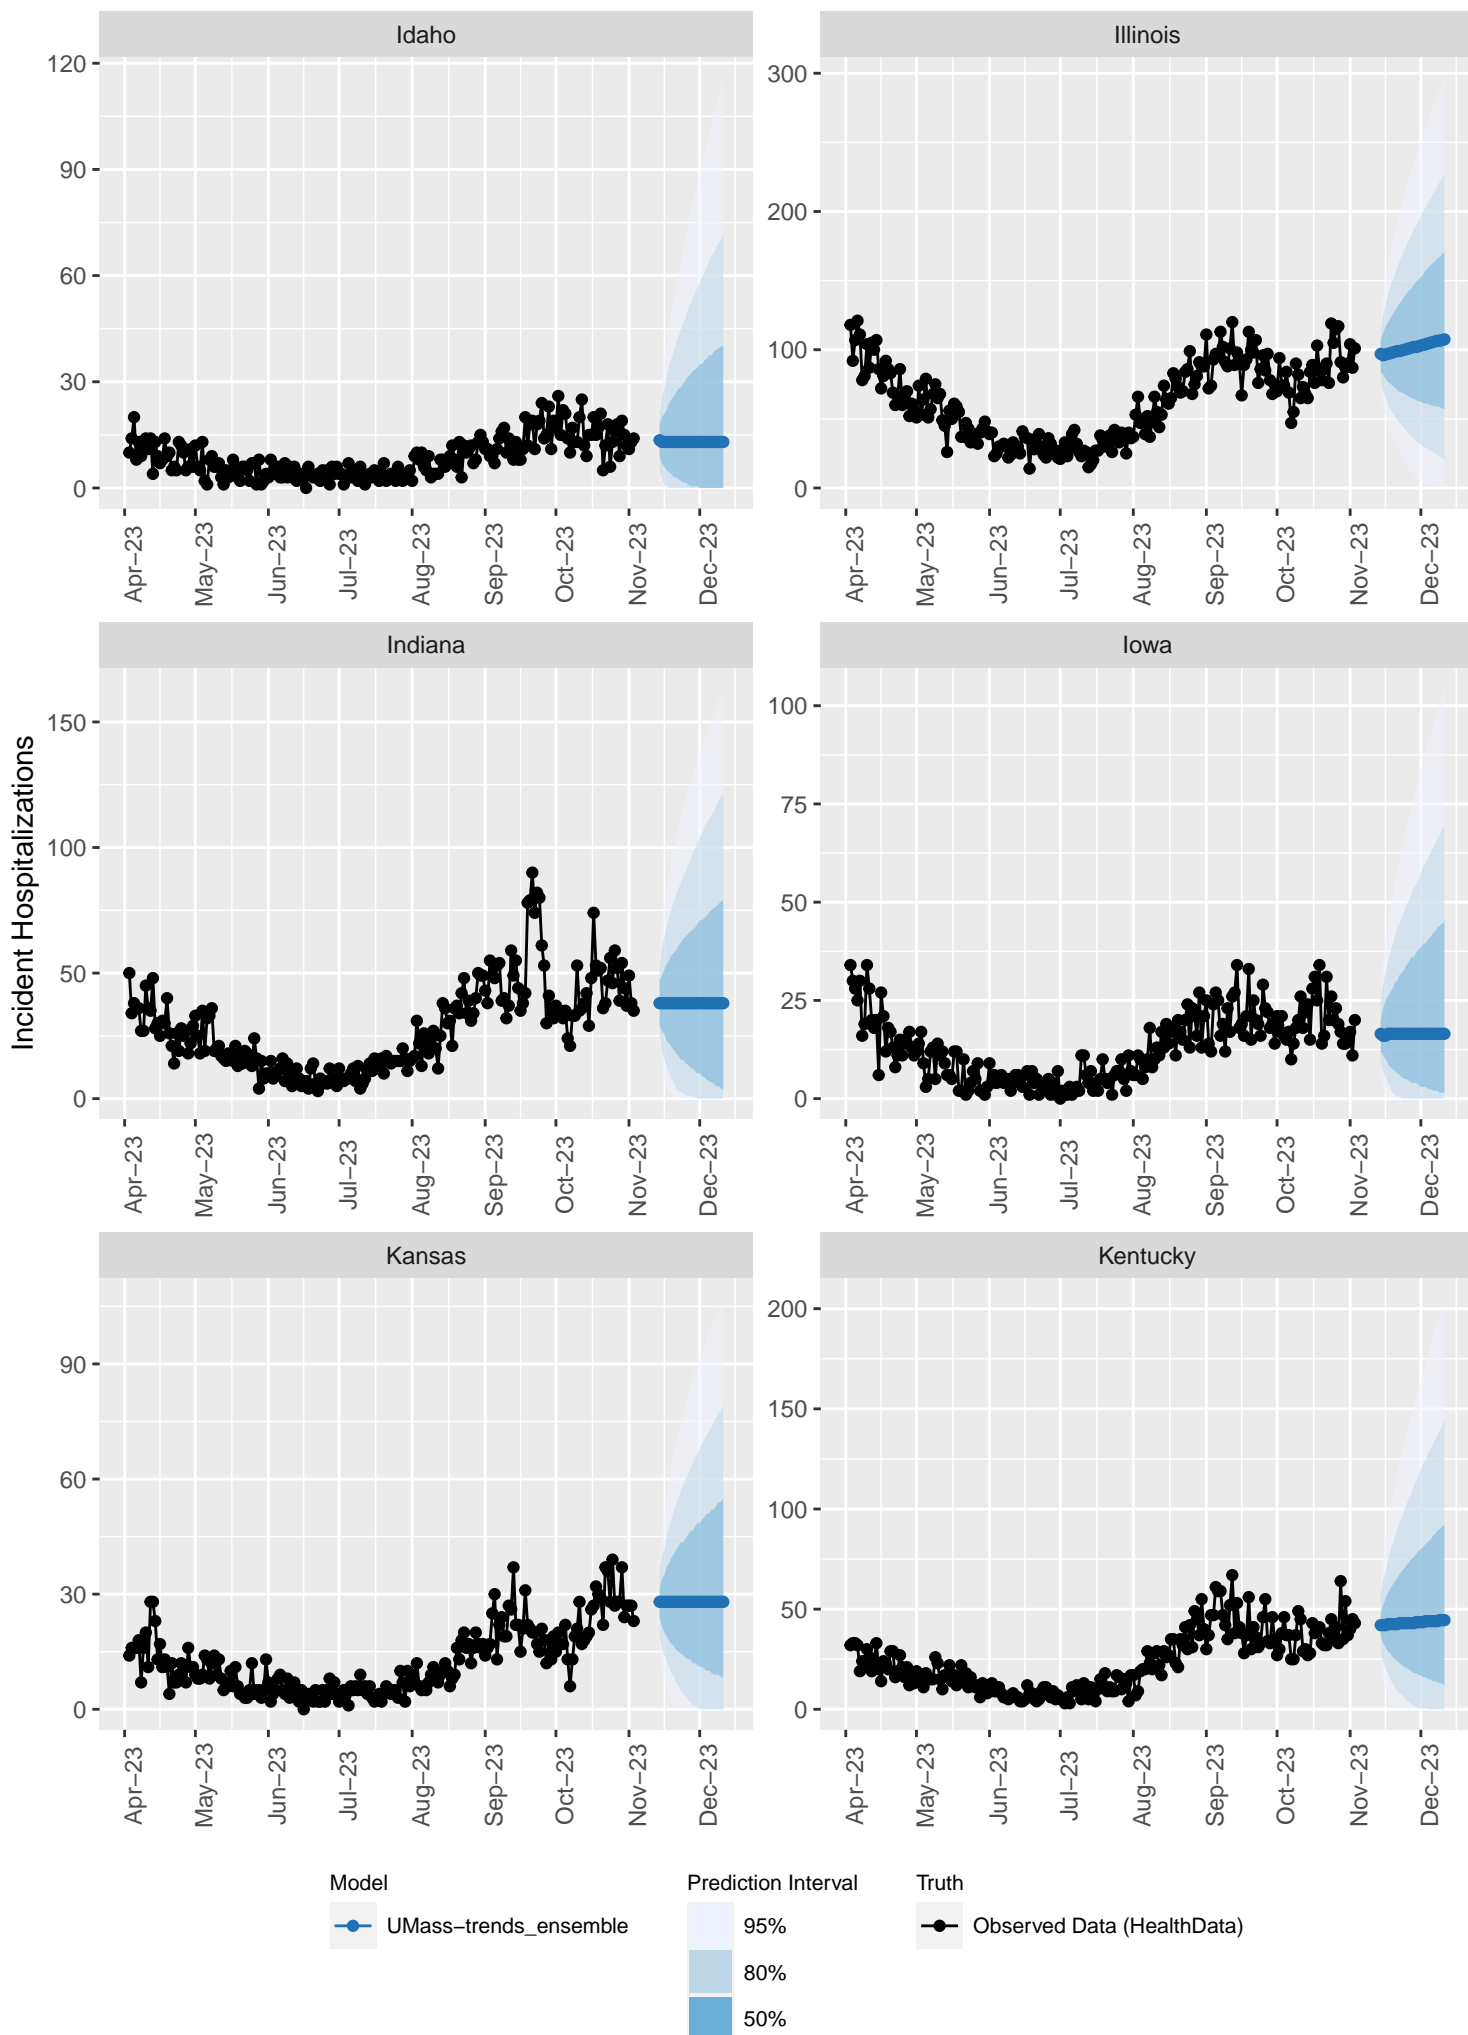 Idaho
Illinois
120
90
60
30
0
300
200
100
0
Apr−23
May−23
Jun−23
Jul−23
Aug−23
Sep−23
Oct−23
Nov−23
Dec−23
Apr−23
May−23
Jun−23
Jul−23
Aug−23
Sep−23
Oct−23
Nov−23
Dec−23
Incident Hospitalizations
Indiana
Iowa
150
100
50
0
100
75
50
25
0
Apr−23
May−23
Jun−23
Jul−23
Aug−23
Sep−23
Oct−23
Nov−23
Dec−23
Apr−23
May−23
Jun−23
Jul−23
Aug−23
Sep−23
Oct−23
Nov−23
Dec−23
Kansas
Kentucky
90
60
30
0
200
150
100
50
0
Apr−23
May−23
Jun−23
Jul−23
Aug−23
Sep−23
Oct−23
Nov−23
Dec−23
Apr−23
May−23
Jun−23
Jul−23
Aug−23
Sep−23
Oct−23
Nov−23
Dec−23
Model
UMass−trends_ensemble
Prediction Interval
95%
80%
50%
Truth
Observed Data (HealthData)